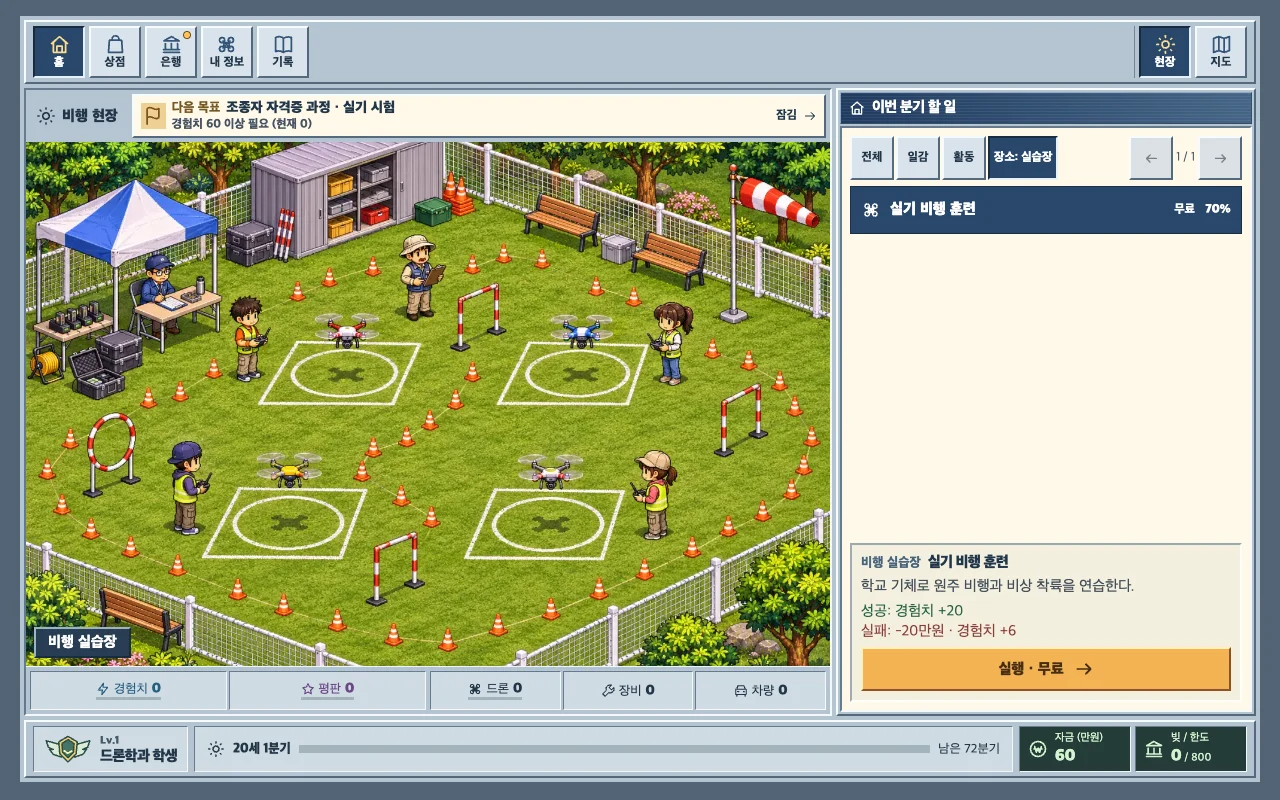 홈
상점
은행
내 정보
기록
현장
지도
비행 현장
다음 목표 조종자 자격증 과정 · 실기 시험
경험치 60 이상 필요 (현재 0)
잠김 →
비행 실습장
경험치 0
평판 0
드론 0
장비 0
차량 0
이번 분기 할 일
전체
일감
활동
장소: 실습장
←
1 / 1
→
실기 비행 훈련
무료 70%
비행 실습장 실기 비행 훈련
학교 기체로 원주 비행과 비상 착륙을 연습한다.
성공: 경험치 +20
실패: -20만원 · 경험치 +6
실행 · 무료 →
Lv.1
드론학과 학생
20세 1분기
남은 72분기
자금 (만원)
60
빚 / 한도
0 / 800